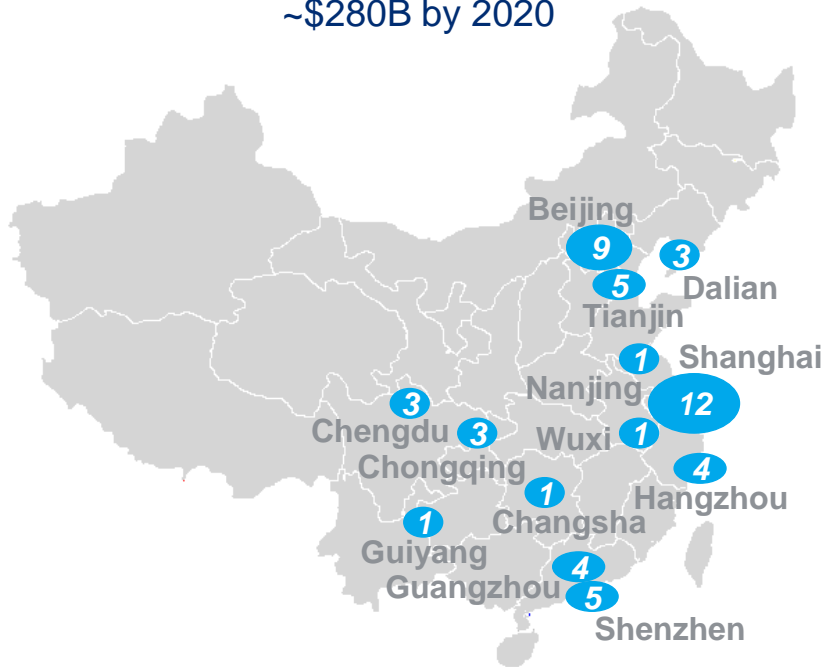 ~$280B by 2020
Beijing
9
3
5
Dalian
Tianjin
1
Shanghai
Nanjing
12
3
Chengdu
3
Wuxi
1
Chongqing
4
Hangzhou
1
Changsha
1
Guiyang
4
Guangzhou
5
Shenzhen